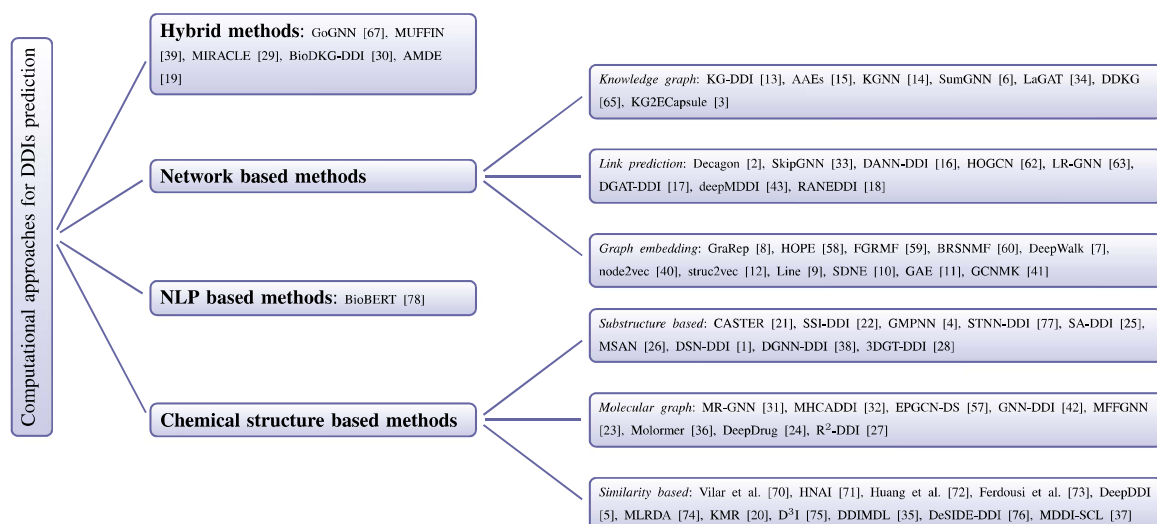 Computational approaches for DDIs prediction
Hybrid methods: GoGNN [67], MUFFIN
[39], MIRACLE [29], BioDKG-DDI [30], AMDE
[19]
Network based methods
Knowledge graph: KG-DDI [13], AAEs [15], KGNN [14], SumGNN [6], LaGAT [34], DDKG
[65], KG2ECapsule [3]
Link prediction: Decagon [2], SkipGNN [33], DANN-DDI [16], HOGCN [62], LR-GNN [63],
DGAT-DDI [17], deepMDDI [43], RANEDDI [18]
Graph embedding: GraRep [8], HOPE [58], FGRMF [59], BRSNMF [60], DeepWalk [7],
node2vec [40], struc2vec [12], Line [9], SDNE [10], GAE [11], GCNMK [41]
NLP based methods: BioBERT [78]
Chemical structure based methods
Substructure based: CASTER [21], SSI-DDI [22], GMPNN [4], STNN-DDI [77], SA-DDI [25],
MSAN [26], DSN-DDI [1], DGNN-DDI [38], 3DGT-DDI [28]
Molecular graph: MR-GNN [31], MHCADDI [32], EPGCN-DS [57], GNN-DDI [42], MFFGNN
[23], Molormer [36], DeepDrug [24], R²-DDI [27]
Similarity based: Vilar et al. [70], HNAI [71], Huang et al. [72], Ferdousi et al. [73], DeepDDI
[5], MLRDA [74], KMR [20], D³I [75], DDIMDL [35], DeSIDE-DDI [76], MDDI-SCL [37]